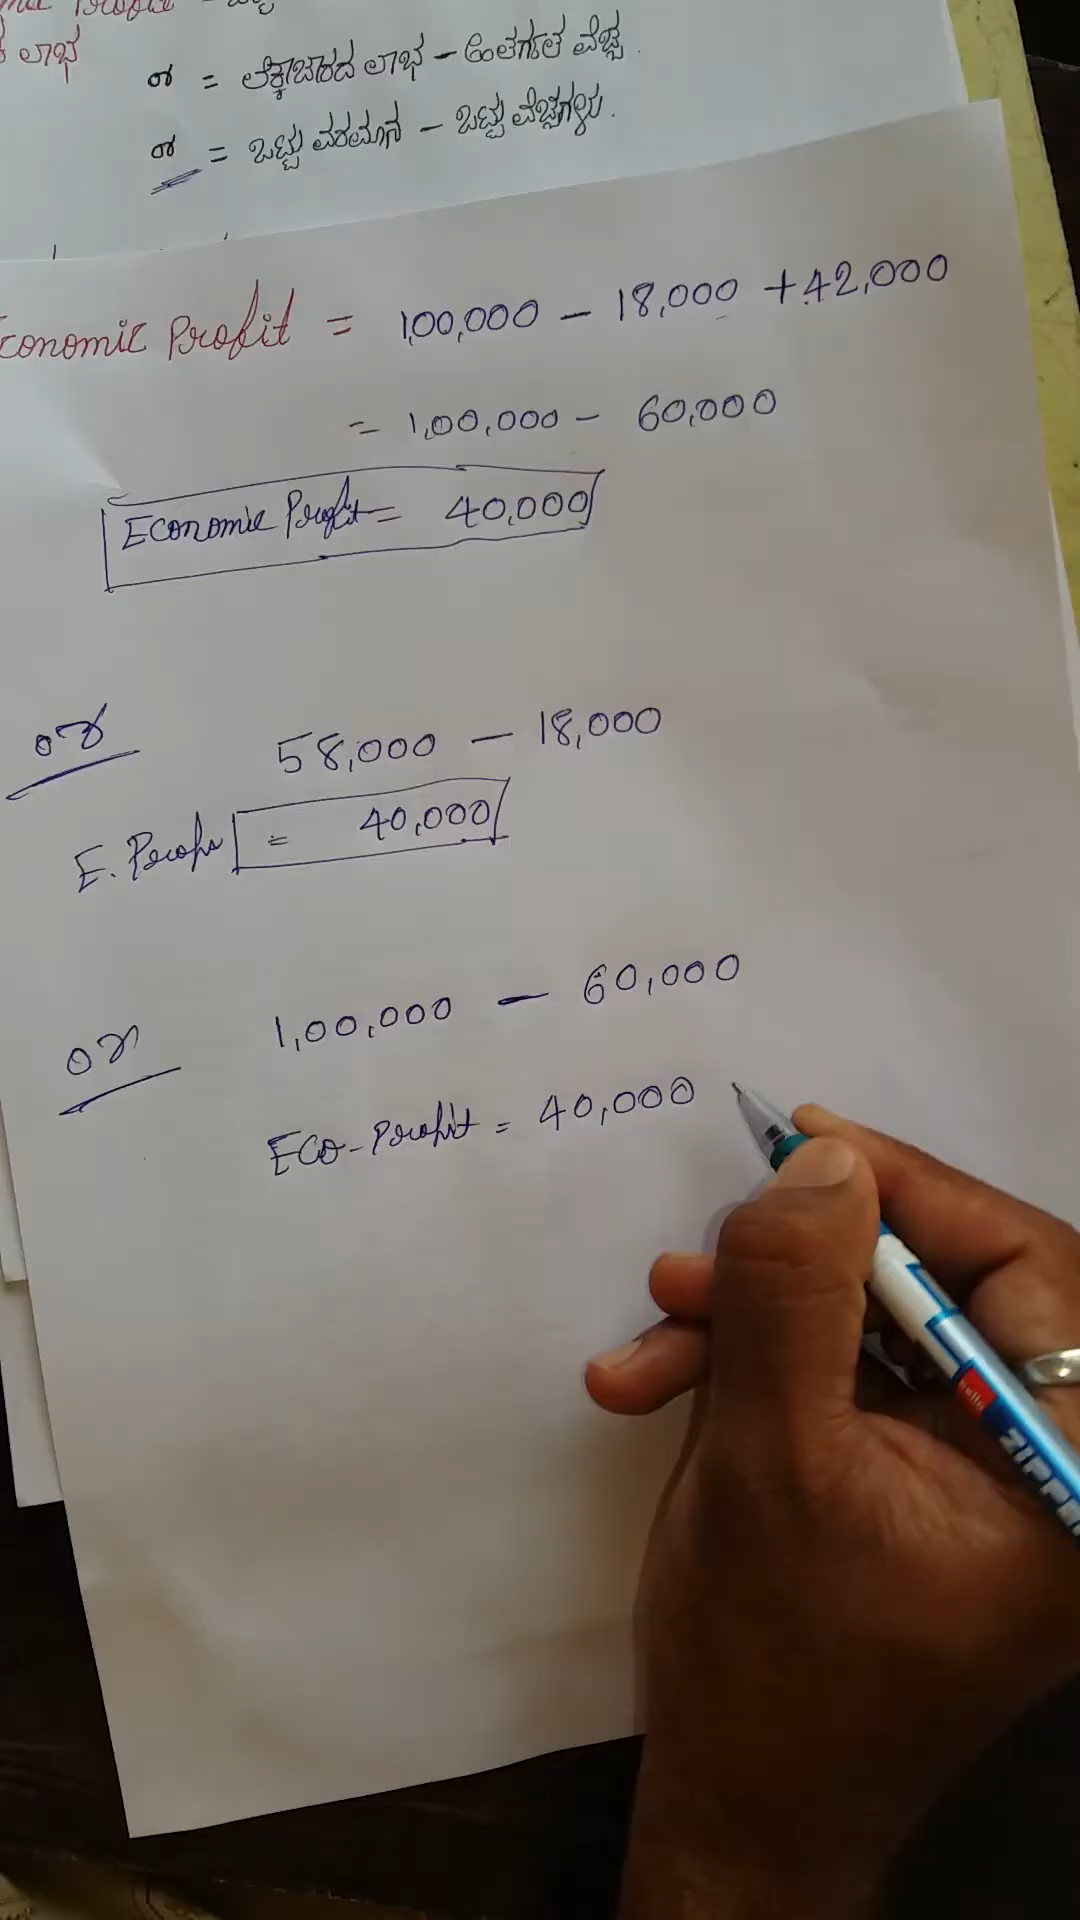 ಲಾಭ
ಅ = ಲೆಕ್ಕಾಚಾರದ ಲಾಭ - ಅಂತರ್ಗತ ವೆಚ್ಚ.
ಅ = ಒಟ್ಟು ವರಮಾನ - ಒಟ್ಟು ವೆಚ್ಚಗಳು.
Economic Profit = 1,00,000 - 18,000 + 42,000
= 1,00,000 - 60,000
Economic Profit = 40,000/
or 58,000 - 18,000
E. Profit = 40,000/
or 1,00,000 - 60,000
Eco-Profit = 40,000